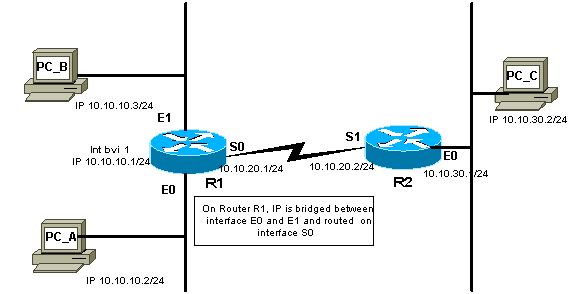 PC_B
IP 10.10.10.3/24
E1
Int bvi 1
IP 10.10.10.1/24
S0
10.10.20.1/24
R1
E0
S1
10.10.20.2/24
R2
E0
10.10.30.1/24
PC_C
IP 10.10.30.2/24
On Router R1, IP is bridged between
interface E0 and E1 and routed on
interface S0
PC_A
IP 10.10.10.2/24